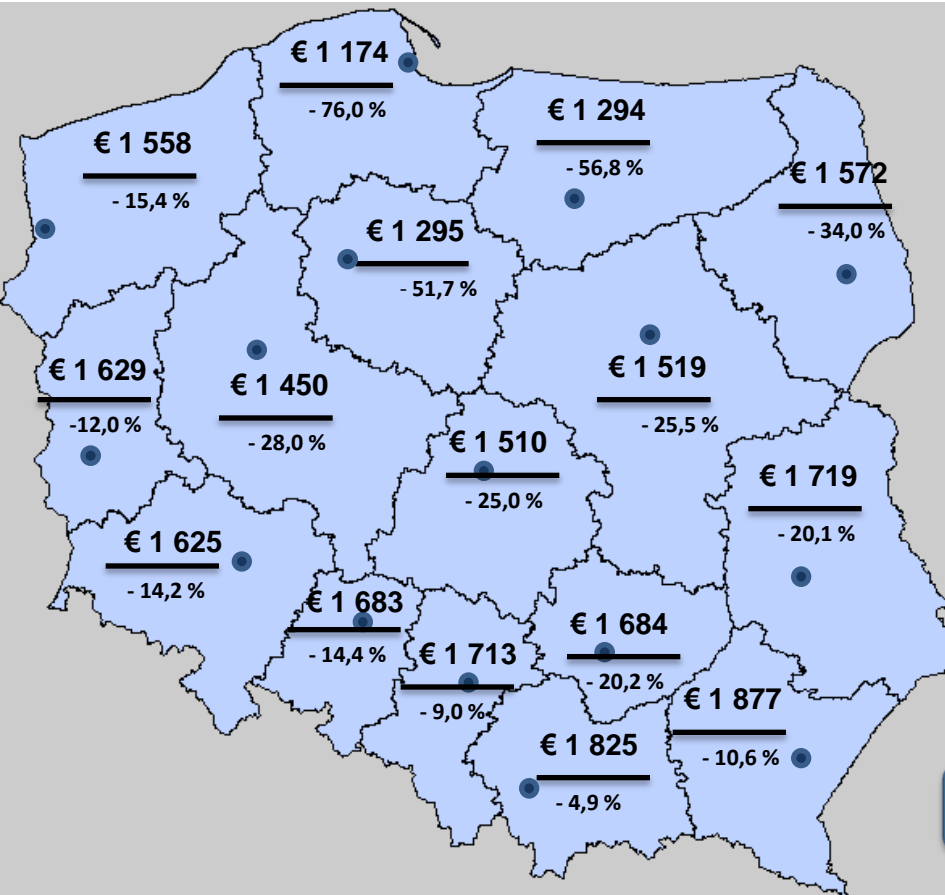 € 1 174
- 76,0 %
€ 1 294
- 56,8 %
€ 1 558
- 15,4 %
€ 1 572
- 34,0 %
€ 1 295
- 51,7 %
€ 1 629
-12,0 %
€ 1 450
- 28,0 %
€ 1 519
- 25,5 %
€ 1 510
- 25,0 %
€ 1 719
- 20,1 %
€ 1 625
- 14,2 %
€ 1 683
- 14,4 %
€ 1 713
- 9,0 %
€ 1 684
- 20,2 %
€ 1 877
- 10,6 %
€ 1 825
- 4,9 %